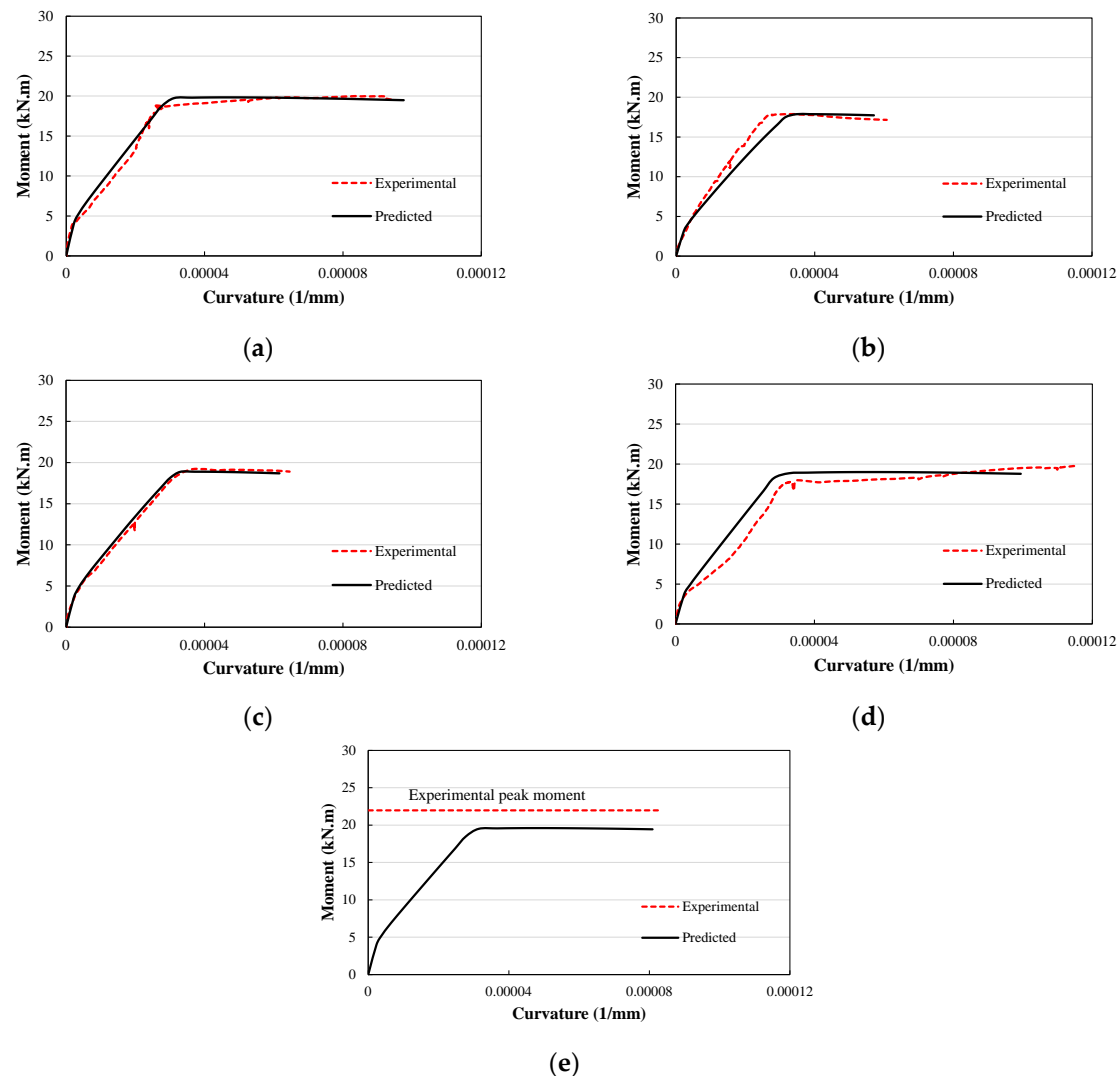 30
25
20
15
10
5
0
Moment (kN.m)
Experimental
Predicted
0 0.00004 0.00008 0.00012
Curvature (1/mm)
(a)
30
25
20
15
10
5
0
Moment (kN.m)
Experimental
Predicted
0 0.00004 0.00008 0.00012
Curvature (1/mm)
(b)
30
25
20
15
10
5
0
Moment (kN.m)
Experimental
Predicted
0 0.00004 0.00008 0.00012
Curvature (1/mm)
(c)
30
25
20
15
10
5
0
Moment (kN.m)
Experimental
Predicted
0 0.00004 0.00008 0.00012
Curvature (1/mm)
(d)
30
25
20
15
10
5
0
Moment (kN.m)
Experimental peak moment
Experimental
Predicted
0 0.00004 0.00008 0.00012
Curvature (1/mm)
(e)